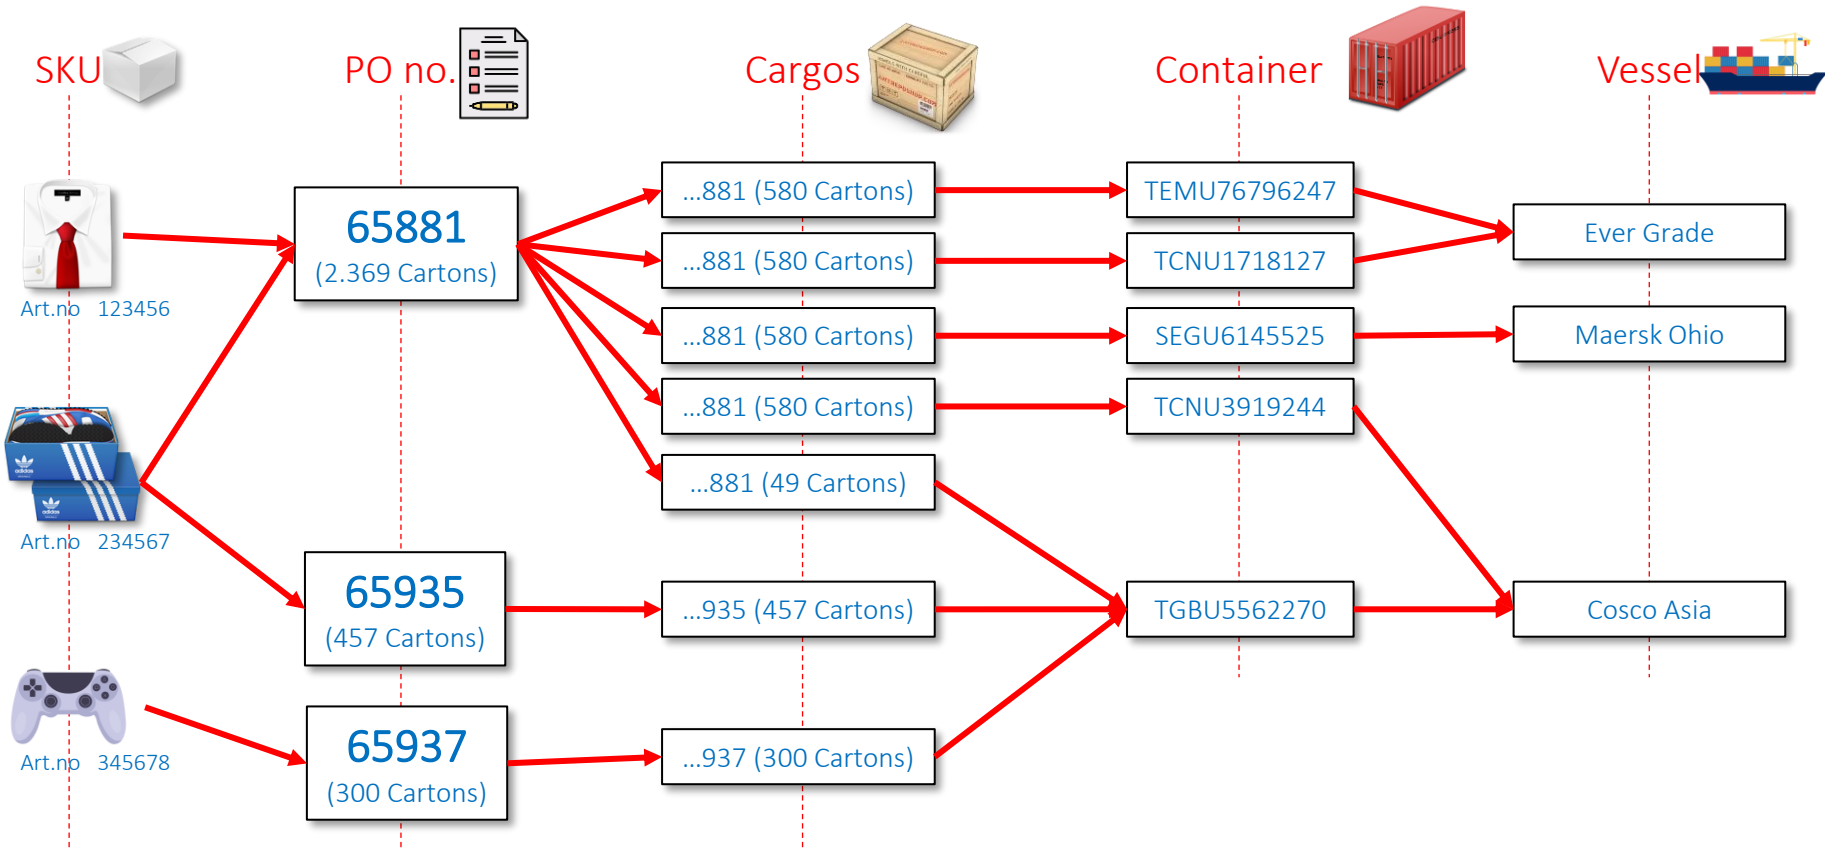 SKU
PO no.
Cargos
Container
Vessel
...881 (580 Cartons)
TEMU76796247
65881
(2.369 Cartons)
Ever Grade
...881 (580 Cartons)
TCNU1718127
Art.no 123456
...881 (580 Cartons)
SEGU6145525
Maersk Ohio
...881 (580 Cartons)
TCNU3919244
adidas
adidas
...881 (49 Cartons)
Art.no 234567
65935
(457 Cartons)
...935 (457 Cartons)
TGBU5562270
Cosco Asia
65937
(300 Cartons)
...937 (300 Cartons)
Art.no 345678